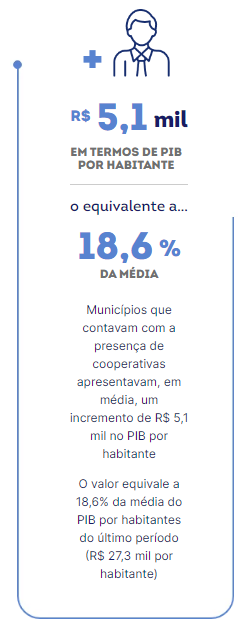 +
R$ 5,1 mil
EM TERMOS DE PIB
POR HABITANTE
o equivalente a...
18,6 %
DA MÉDIA
Municípios que
contavam com a
presença de
cooperativas
apresentavam, em
média, um
incremento de R$ 5,1
mil no PIB por
habitante
O valor equivale a
18,6% da média do
PIB por habitantes
do último período
(R$ 27,3 mil por
habitante)